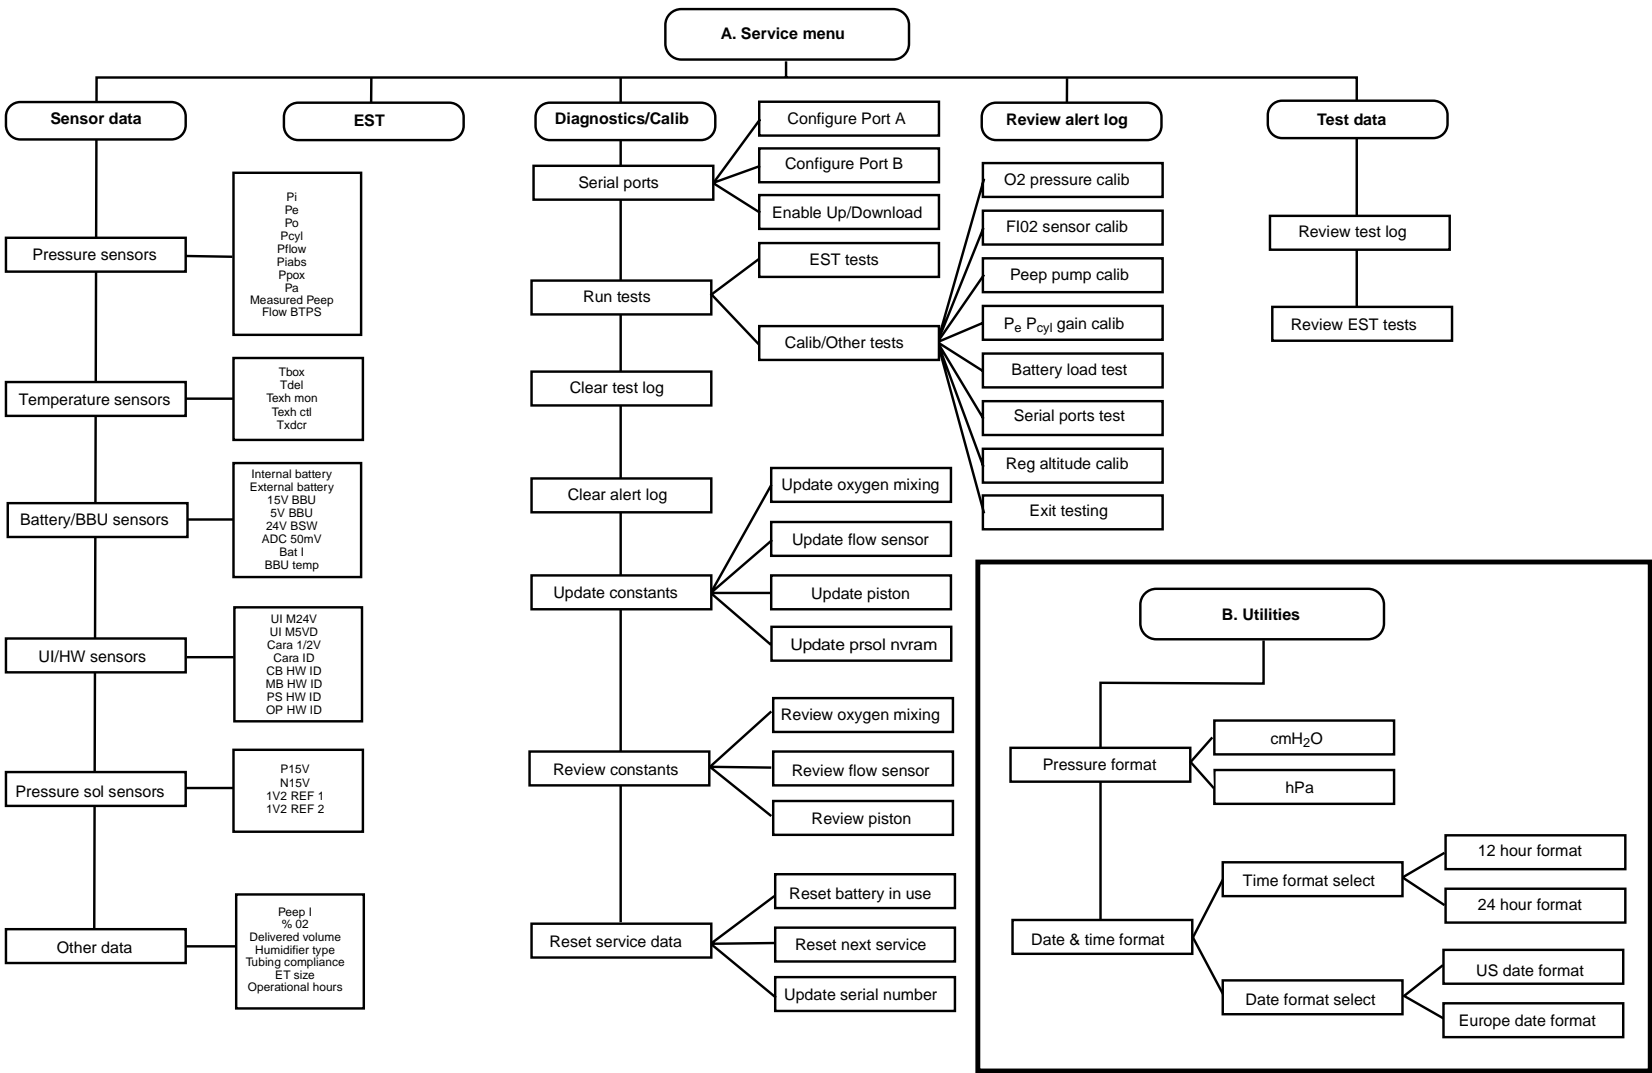 A. Service menu
Sensor data
EST
Diagnostics/Calib
Review alert log
Test data
Pressure sensors
Pi
Pe
Po
Pcyl
Pflow
Piabs
Ppox
Pa
Measured Peep
Flow BTPS
Temperature sensors
Tbox
Tdel
Texh mon
Texh ctl
Txdcr
Battery/BBU sensors
Internal battery
External battery
15V BBU
5V BBU
24V BSW
ADC 50mV
Bat I
BBU temp
UI/HW sensors
UI M24V
UI M5VD
Cara 1/2V
Cara ID
CB HW ID
MB HW ID
PS HW ID
OP HW ID
Pressure sol sensors
P15V
N15V
1V2 REF 1
1V2 REF 2
Other data
Peep I
% 02
Delivered volume
Humidifier type
Tubing compliance
ET size
Operational hours
Serial ports
Configure Port A
Configure Port B
Enable Up/Download
Run tests
EST tests
Calib/Other tests
O2 pressure calib
FI02 sensor calib
Peep pump calib
Pe Pcyl gain calib
Battery load test
Serial ports test
Reg altitude calib
Exit testing
Clear test log
Clear alert log
Update constants
Update oxygen mixing
Update flow sensor
Update piston
Update prsol nvram
Review constants
Review oxygen mixing
Review flow sensor
Review piston
Reset service data
Reset battery in use
Reset next service
Update serial number
Review test log
Review EST tests
B. Utilities
Pressure format
cmH2O
hPa
Date & time format
Time format select
12 hour format
24 hour format
Date format select
US date format
Europe date format